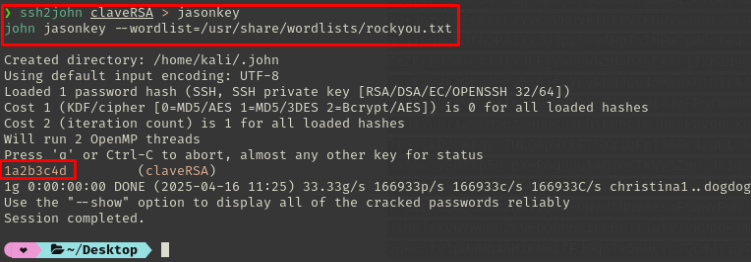 ❯ ssh2john claveRSA > jasonkey
john jasonkey --wordlist=/usr/share/wordlists/rockyou.txt
Created directory: /home/kali/.john
Using default input encoding: UTF-8
Loaded 1 password hash (SSH, SSH private key [RSA/DSA/EC/OPENSSH 32/64])
Cost 1 (KDF/cipher [0=MD5/AES 1=MD5/3DES 2=Bcrypt/AES]) is 0 for all loaded hashes
Cost 2 (iteration count) is 1 for all loaded hashes
Will run 2 OpenMP threads
Press 'q' or Ctrl-C to abort, almost any other key for status
1a2b3c4d (claveRSA)
1g 0:00:00:00 DONE (2025-04-16 11:25) 33.33g/s 166933p/s 166933c/s 166933C/s christina1..dogdog
Use the "--show" option to display all of the cracked passwords reliably
Session completed.
~/Desktop